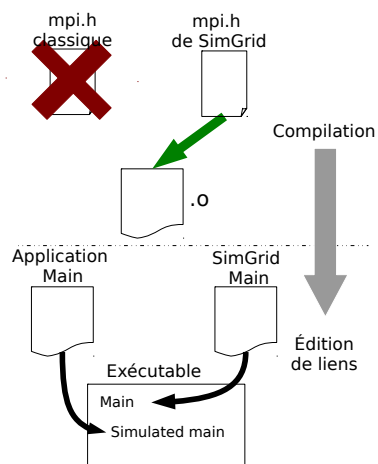 mpi.h
classique
mpi.h
de SimGrid
Compilation
.o
Application
Main
SimGrid
Main
Édition
de liens
Exécutable
Main
Simulated main